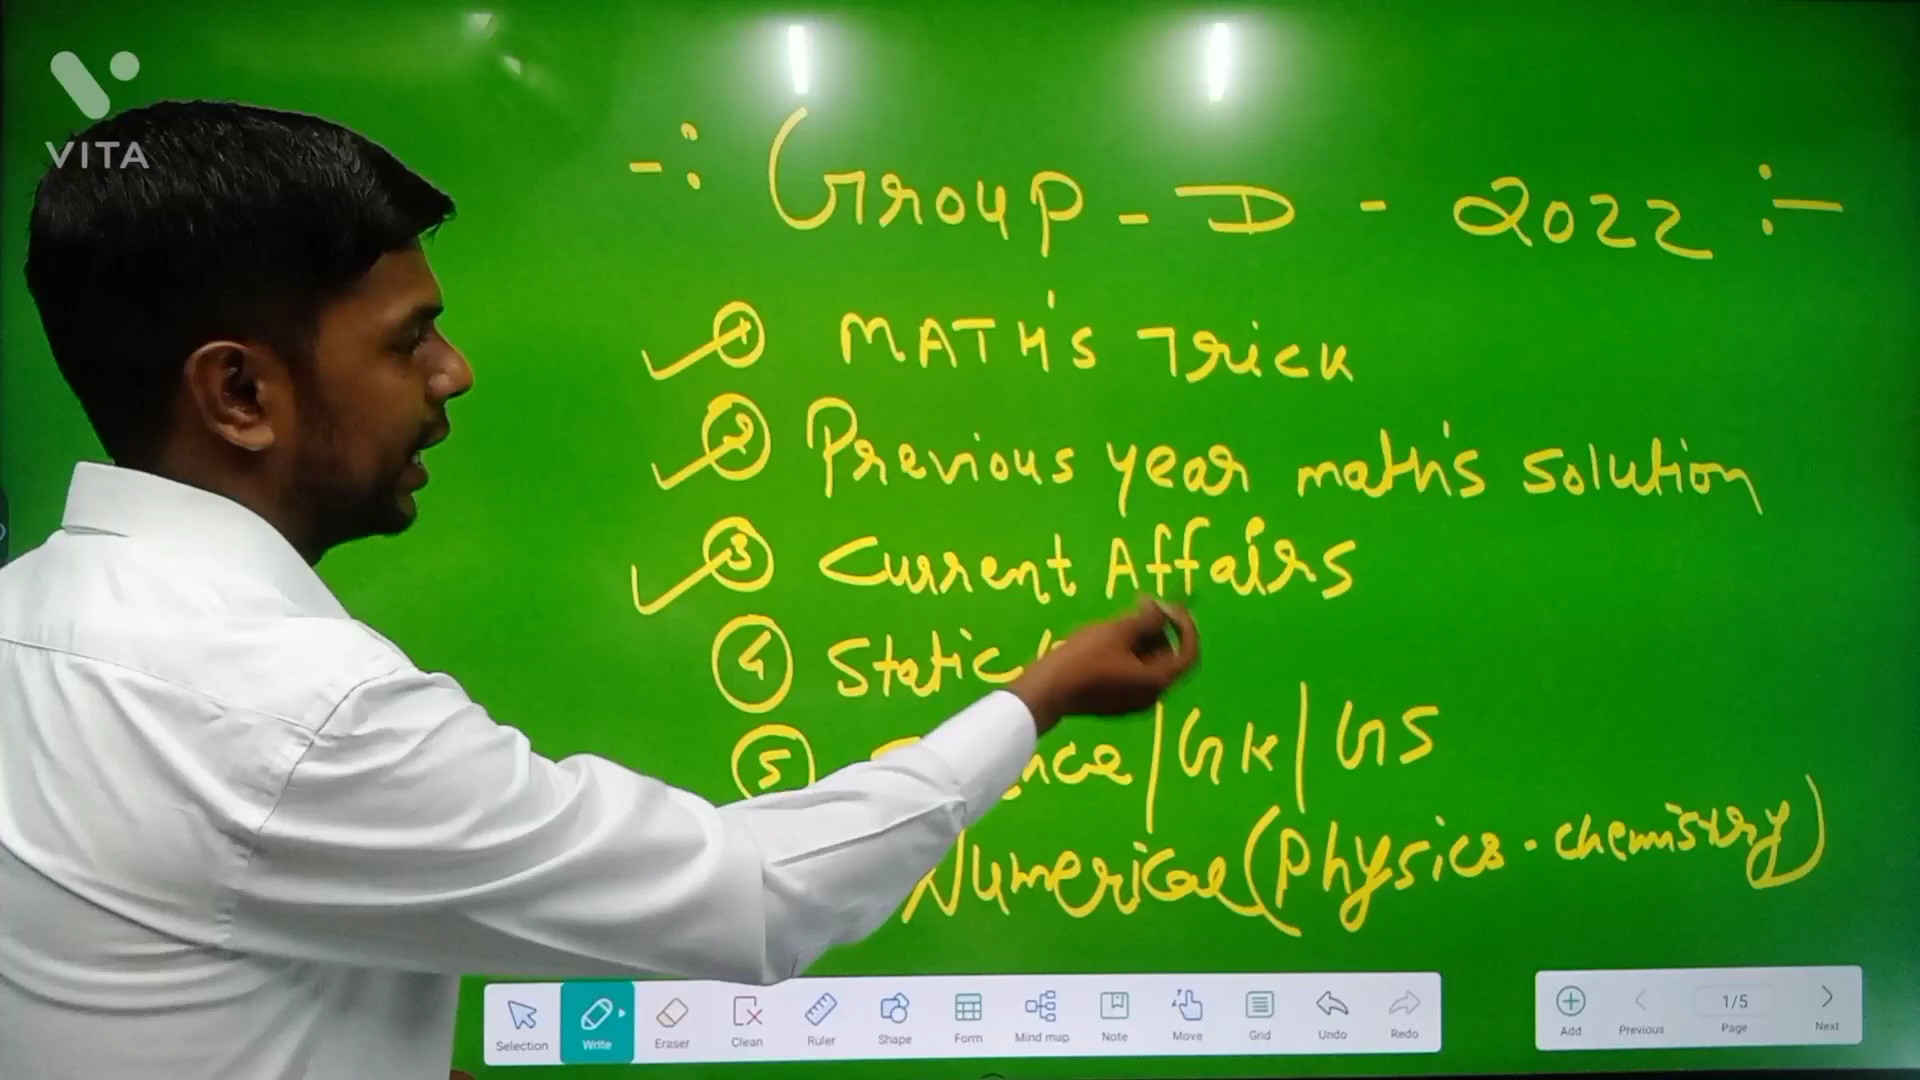 VITA
-: Group - D - 2022 :-
1 MATH'S Trick
2 Previous year math's solution
3 Current Affairs
4 Static
5 /GK/GS
Numerical (Physics - chemistry)
Selection Write Eraser Clean Ruler Shape Form Mind map Note Move Grid Undo Redo
Add Previous 1/5 Page Next